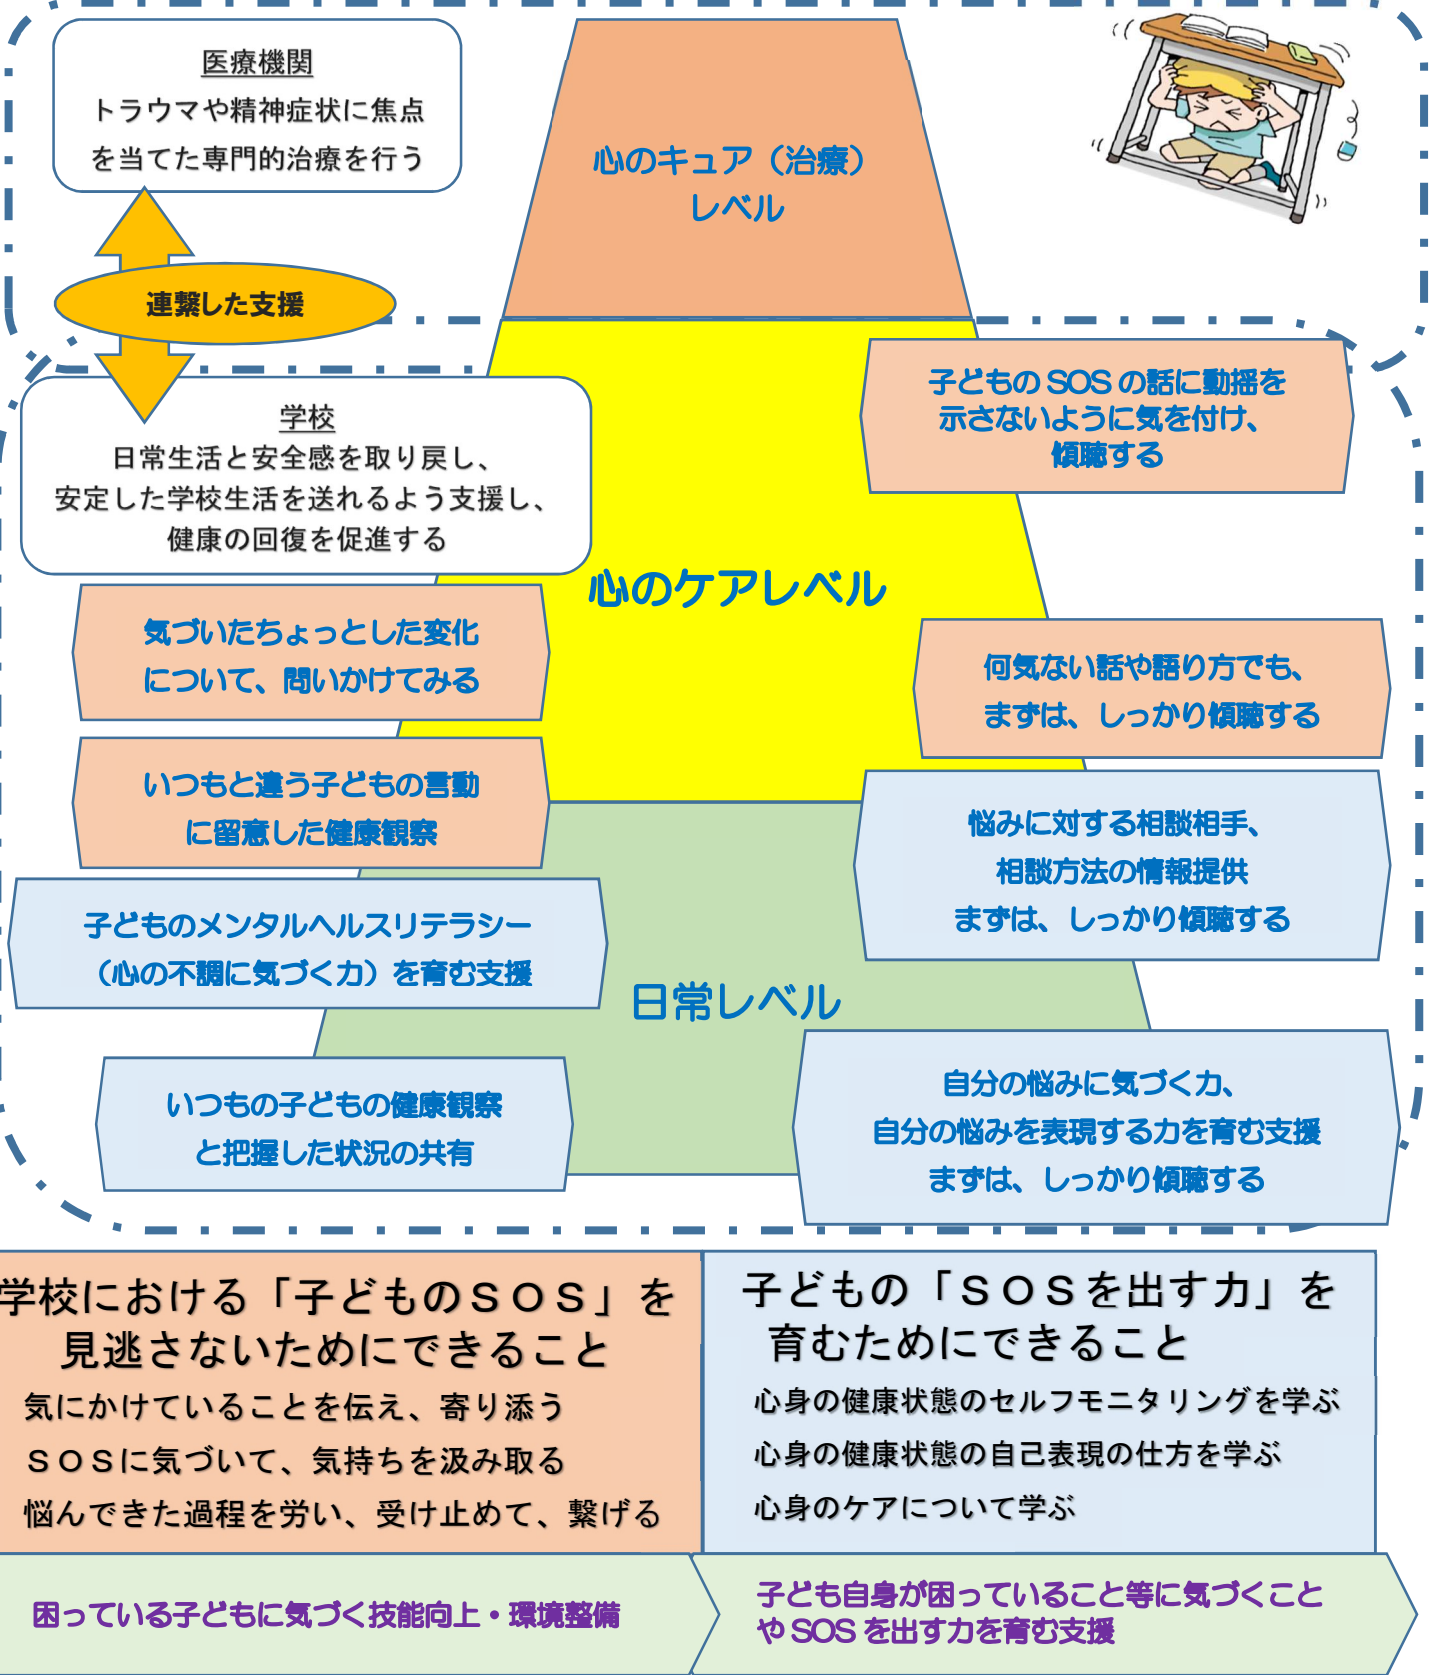 医療機関
トラウマや精神症状に焦点
を当てた専門的治療を行う
心のキュア（治療）
レベル
連繋した支援
学校
日常生活と安全感を取り戻し、
安定した学校生活を送れるよう支援し、
健康の回復を促進する
子どもの SOS の話に動揺を
示さないように気を付け、
傾聴する
心のケアレベル
気づいたちょっとした変化
について、問いかけてみる
何気ない話や語り方でも、
まずは、しっかり傾聴する
いつもと違う子どもの言動
に留意した健康観察
悩みに対する相談相手、
相談方法の情報提供
まずは、しっかり傾聴する
子どものメンタルヘルスリテラシー
（心の不調に気づく力）を育む支援
日常レベル
いつもの子どもの健康観察
と把握した状況の共有
自分の悩みに気づく力、
自分の悩みを表現する力を育む支援
まずは、しっかり傾聴する
学校における「子どものＳＯＳ」を
見逃さないためにできること
気にかけていることを伝え、寄り添う
ＳＯＳに気づいて、気持ちを汲み取る
悩んできた過程を労い、受け止めて、繋げる
子どもの「ＳＯＳを出す力」を
育むためにできること
心身の健康状態のセルフモニタリングを学ぶ
心身の健康状態の自己表現の仕方を学ぶ
心身のケアについて学ぶ
困っている子どもに気づく技能向上・環境整備
子ども自身が困っていること等に気づくこと
や SOS を出す力を育む支援